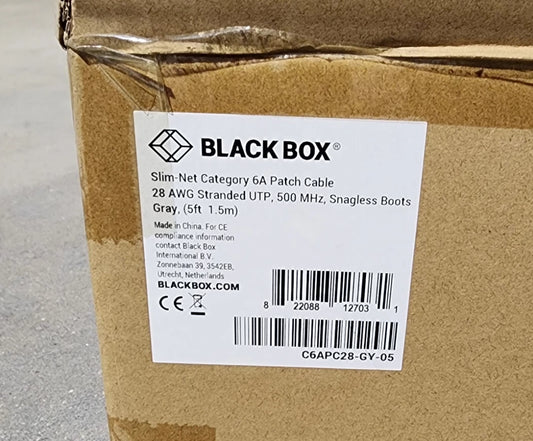 BLACK BOX®
Slim-Net Category 6A Patch Cable
28 AWG Stranded UTP, 500 MHz, Snagless Boots
Gray, (5ft 1.5m)
Made in China. For CE
compliance information
contact Black Box
International B.V.
Zonnebaan 39, 3542EB,
Utrecht, Netherlands
BLACKBOX.COM
CE
8 22088 12703 1
C6APC28-GY-05